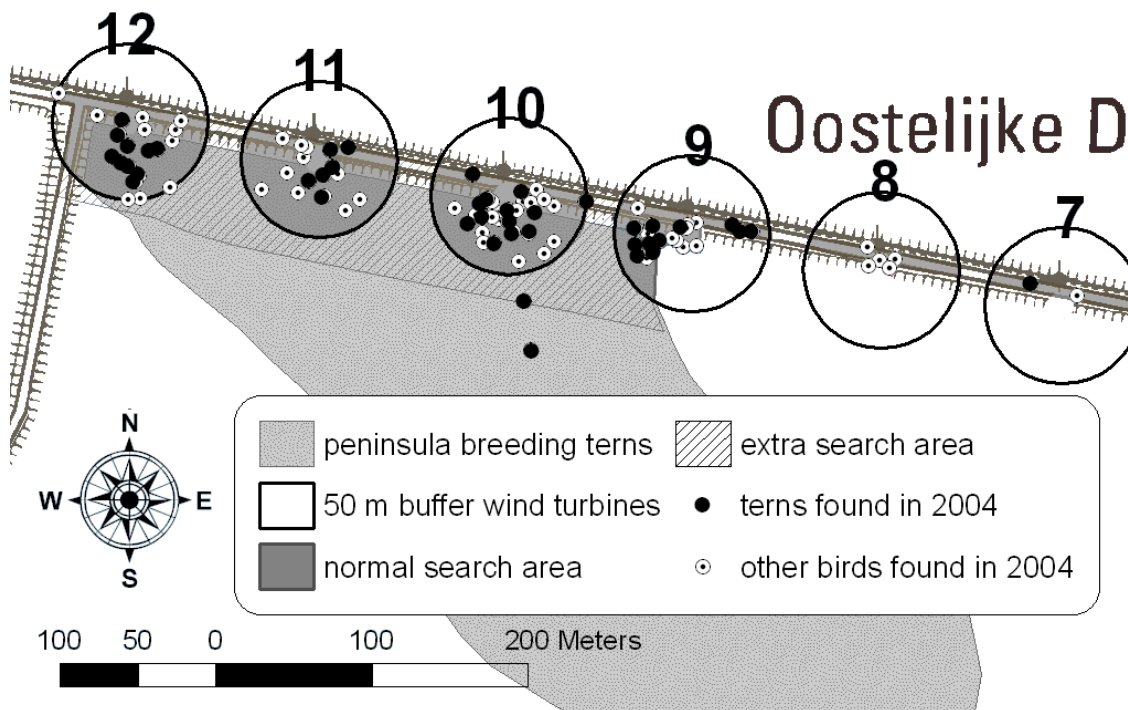 12
11
10
9
8
7
Oostelijke D
N
W E
S
peninsula breeding terns
extra search area
50 m buffer wind turbines
terns found in 2004
normal search area
other birds found in 2004
100 50 0 100 200 Meters